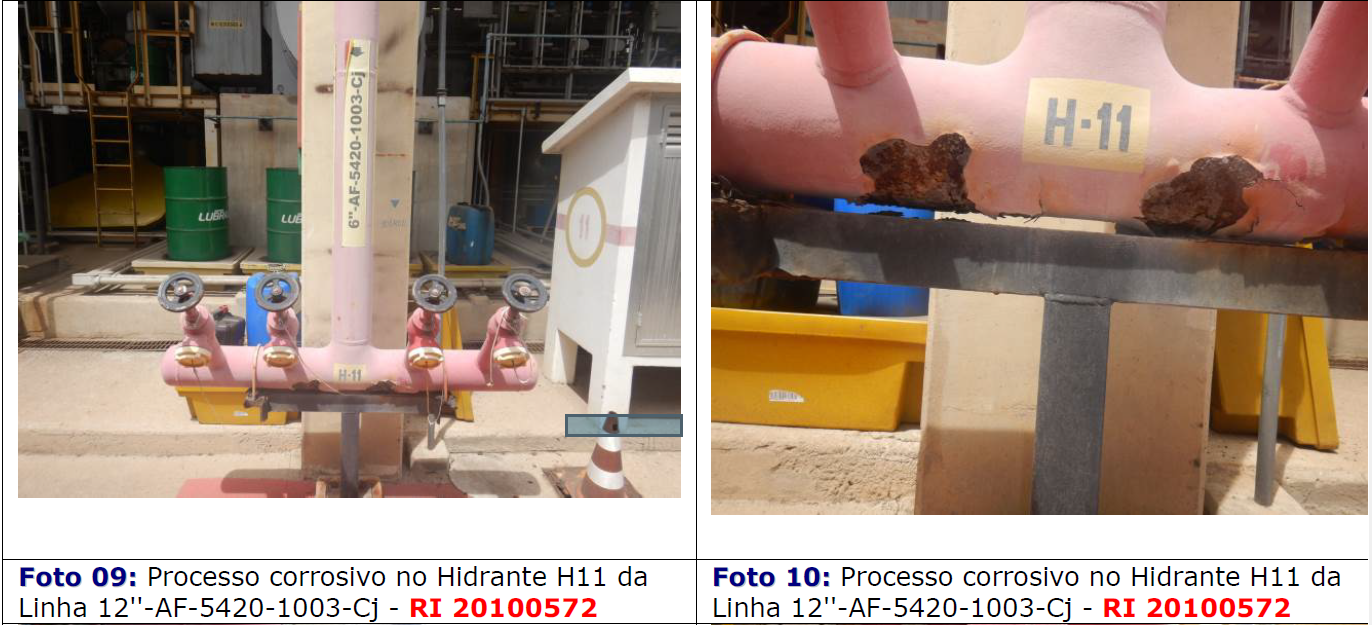 6"-AF-5420-1003-Cj
LUB
LUB
11
H-11
H-11
Foto 09: Processo corrosivo no Hidrante H11 da
Linha 12''-AF-5420-1003-Cj - RI 20100572
Foto 10: Processo corrosivo no Hidrante H11 da
Linha 12''-AF-5420-1003-Cj - RI 20100572